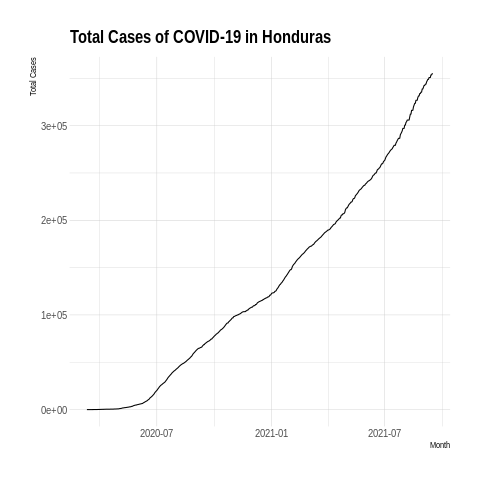 Total Cases of COVID-19 in Honduras
Total Cases
3e+05
2e+05
1e+05
0e+00
2020-07 2021-01 2021-07
Month